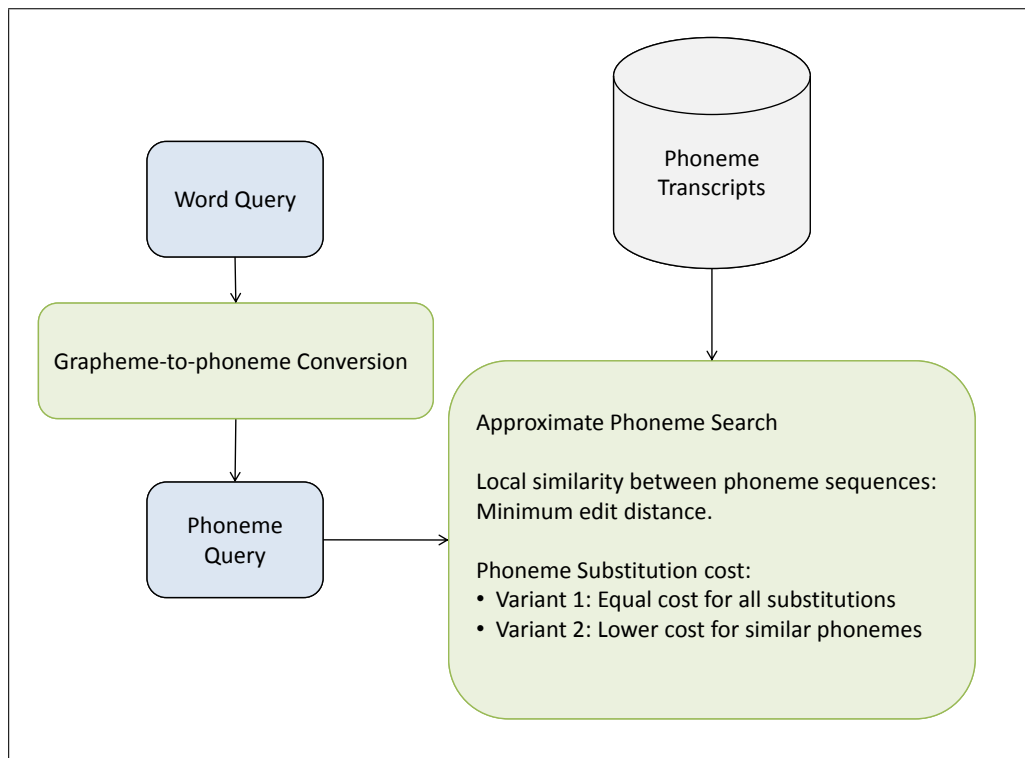 Word Query
Grapheme-to-phoneme Conversion
Phoneme
Query
Phoneme
Transcripts
Approximate Phoneme Search
Local similarity between phoneme sequences:
Minimum edit distance.
Phoneme Substitution cost:
• Variant 1: Equal cost for all substitutions
• Variant 2: Lower cost for similar phonemes